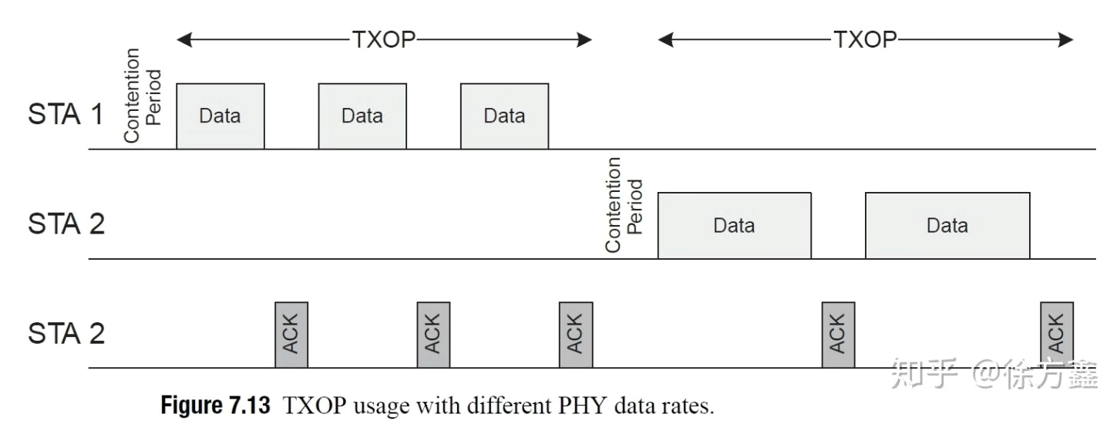 TXOP
TXOP
STA 1
Contention
Period
Data
Data
Data
STA 2
Contention
Period
Data
Data
STA 2
ACK
ACK
ACK
ACK
ACK
知乎 @徐方鑫
Figure 7.13 TXOP usage with different PHY data rates.